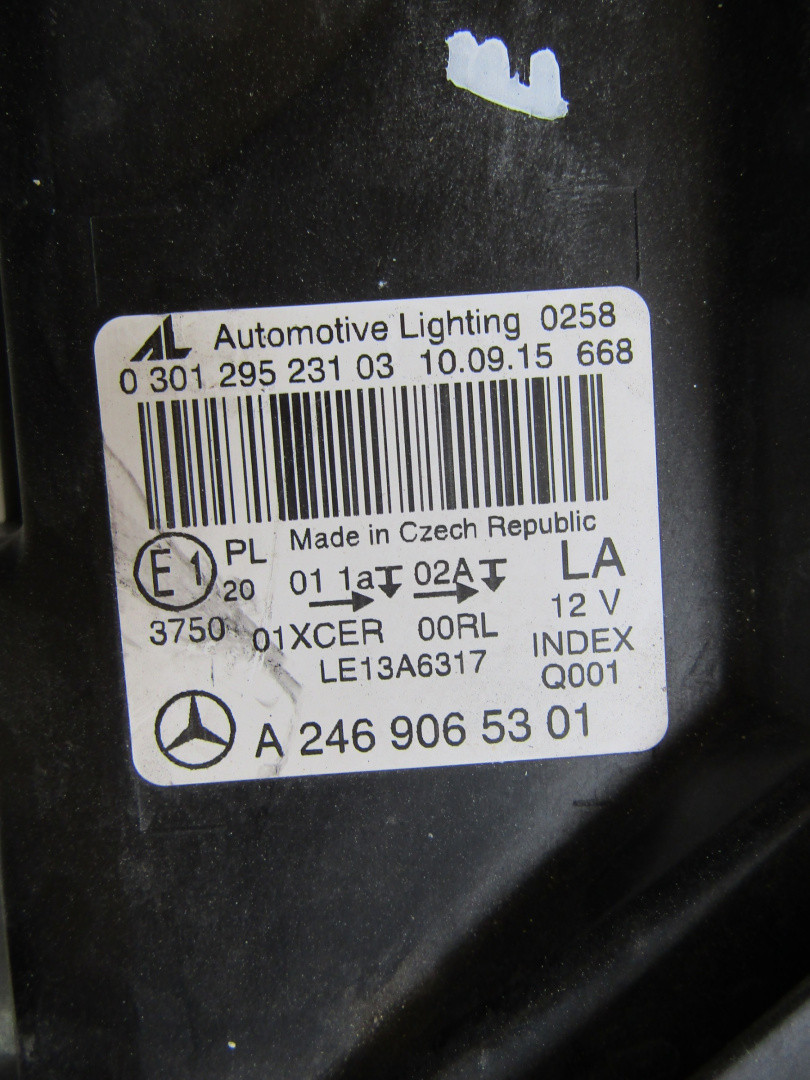 AL Automotive Lighting 0258
0 301 295 231 03 10.09.15 668
Made in Czech Republic
E1 PL 20 01 1a 02A LA
12 V
3750 01XCER 00RL INDEX
LE13A6317 Q001
A 246 906 53 01